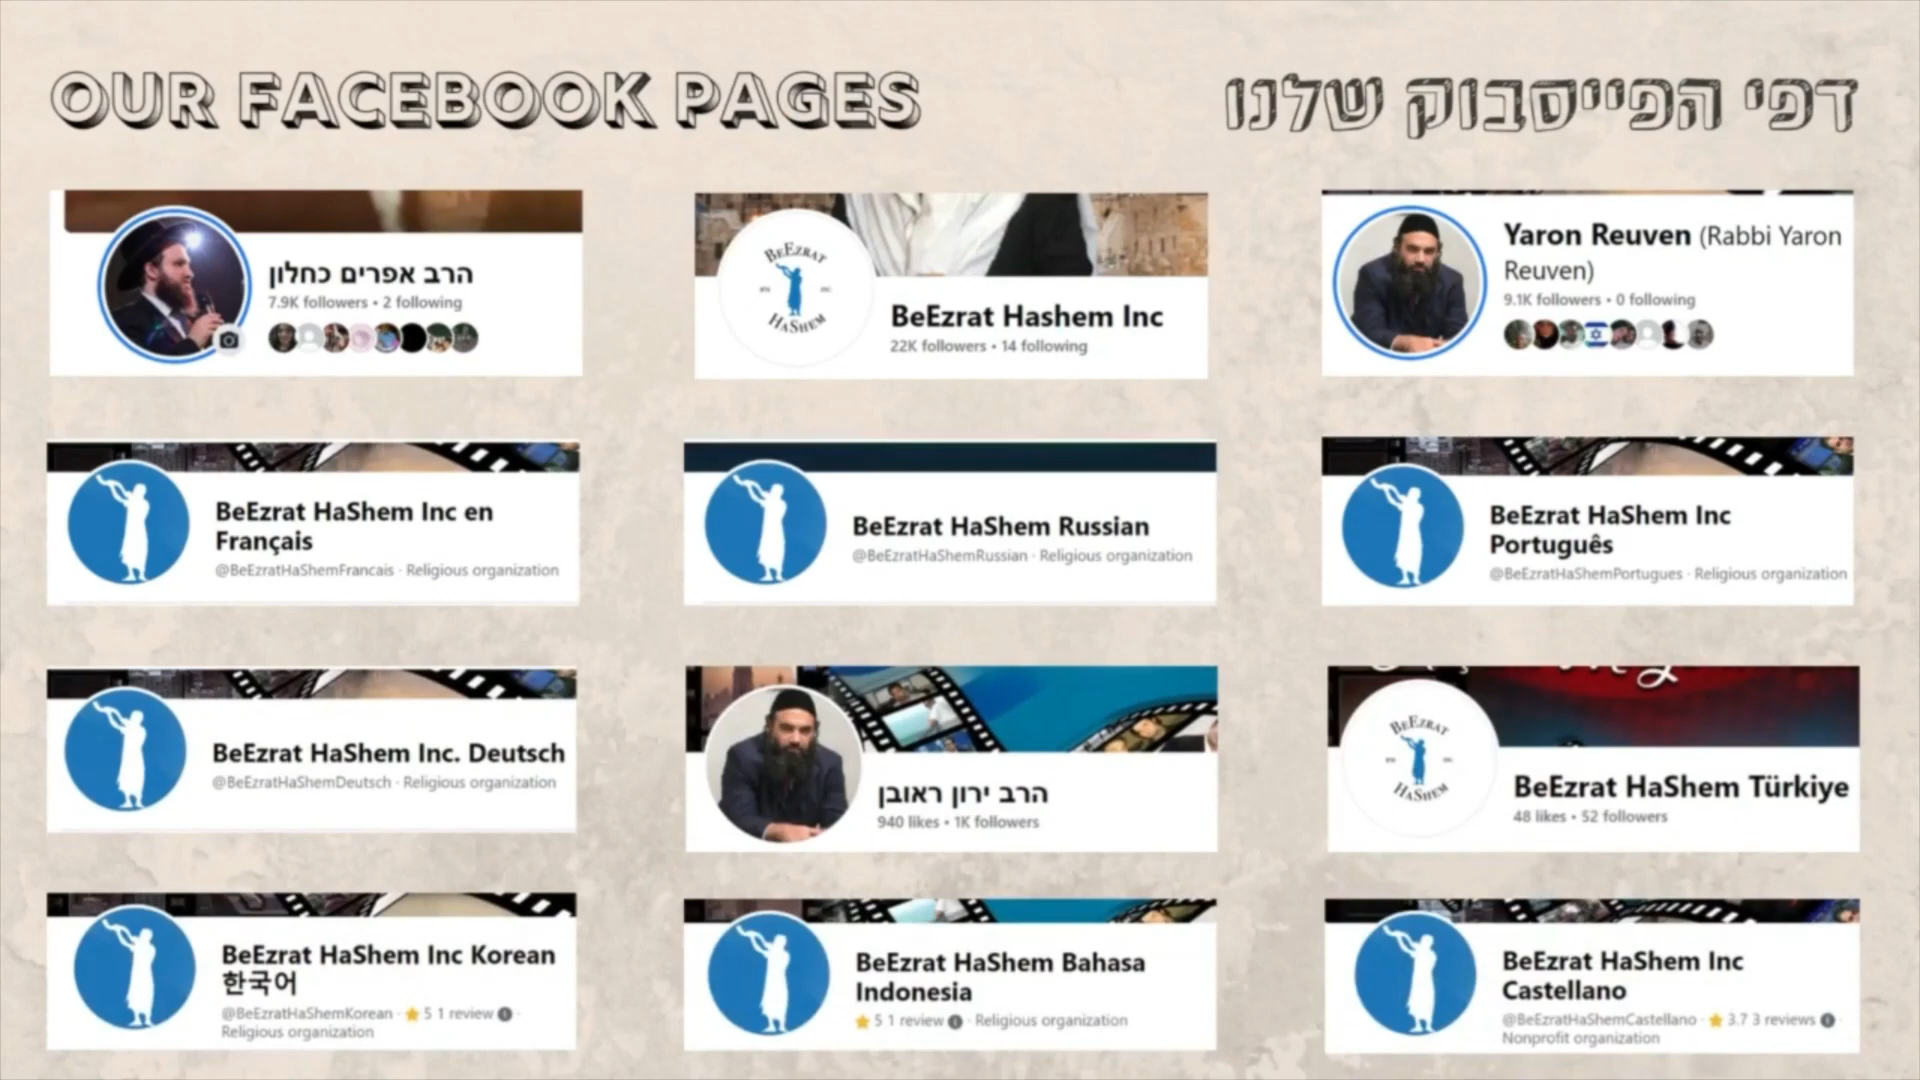 OUR FACEBOOK PAGES
דפי הפייסבוק שלנו
הרב אפרים כחלון
7.9K followers • 2 following
BEEZRAT
HASHEM
BeEzrat Hashem Inc
22K followers • 14 following
Yaron Reuven (Rabbi Yaron
Reuven)
9.1K followers • 0 following
BeEzrat HaShem Inc en
Français
@BeEzratHaShemFrancais · Religious organization
BeEzrat HaShem Russian
@BeEzratHaShemRussian · Religious organization
BeEzrat HaShem Inc
Português
@BeEzratHaShemPortugues · Religious organization
BeEzrat HaShem Inc. Deutsch
@BeEzratHaShemDeutsch · Religious organization
הרב ירון ראובן
940 likes • 1K followers
BEEZRAT
HASHEM
BeEzrat HaShem Türkiye
48 likes • 52 followers
BeEzrat HaShem Inc Korean
한국어
@BeEzratHaShemKorean · ★ 5 1 review ·
Religious organization
BeEzrat HaShem Bahasa
Indonesia
★ 5 1 review · Religious organization
BeEzrat HaShem Inc
Castellano
@BeEzratHaShemCastellano · ★ 3.7 3 reviews ·
Nonprofit organization